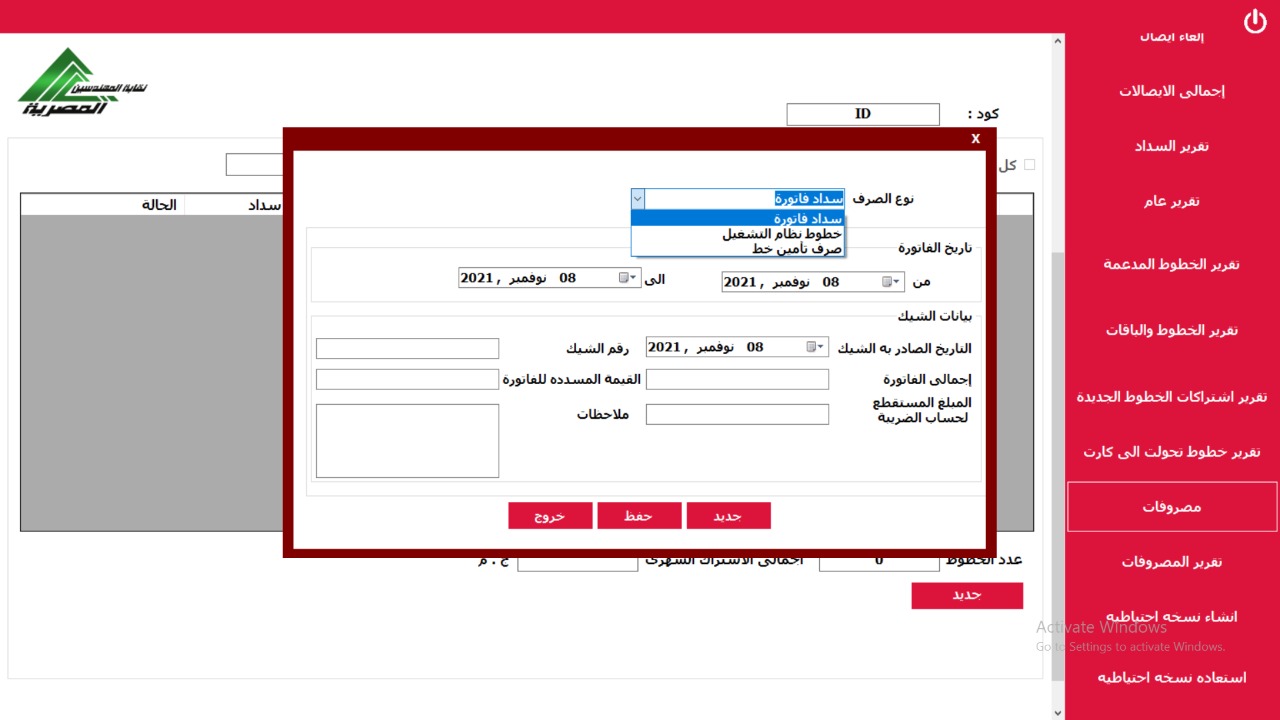 إلغاء ايصال
إجمالى الايصالات
تقرير السداد
تقرير عام
تقرير الخطوط المدعمة
تقرير الخطوط والباقات
تقرير اشتراكات الخطوط الجديدة
تقرير خطوط تحولت الى كارت
مصروفات
تقرير المصروفات
انشاء نسخه احتياطيه
استعاده نسخه احتياطيه
نقابة المهندسين
المصرية
كود : ID
كل
سداد الحالة
X
نوع الصرف سداد فاتورة
سداد فاتورة
خطوط نظام التشغيل
صرف تأمين خط
تاريخ الفاتورة
من 08 نوفمبر , 2021 الى 08 نوفمبر , 2021
بيانات الشيك
التاريخ الصادر به الشيك 08 نوفمبر , 2021 رقم الشيك
إجمالى الفاتورة القيمة المسدده للفاتورة
المبلغ المستقطع
لحساب الضريبة ملاحظات
جديد حفظ خروج
عدد الخطوط 0 اجمالى الاشتراك الشهرى ج . م
جديد
Activate Windows
Go to Settings to activate Windows.